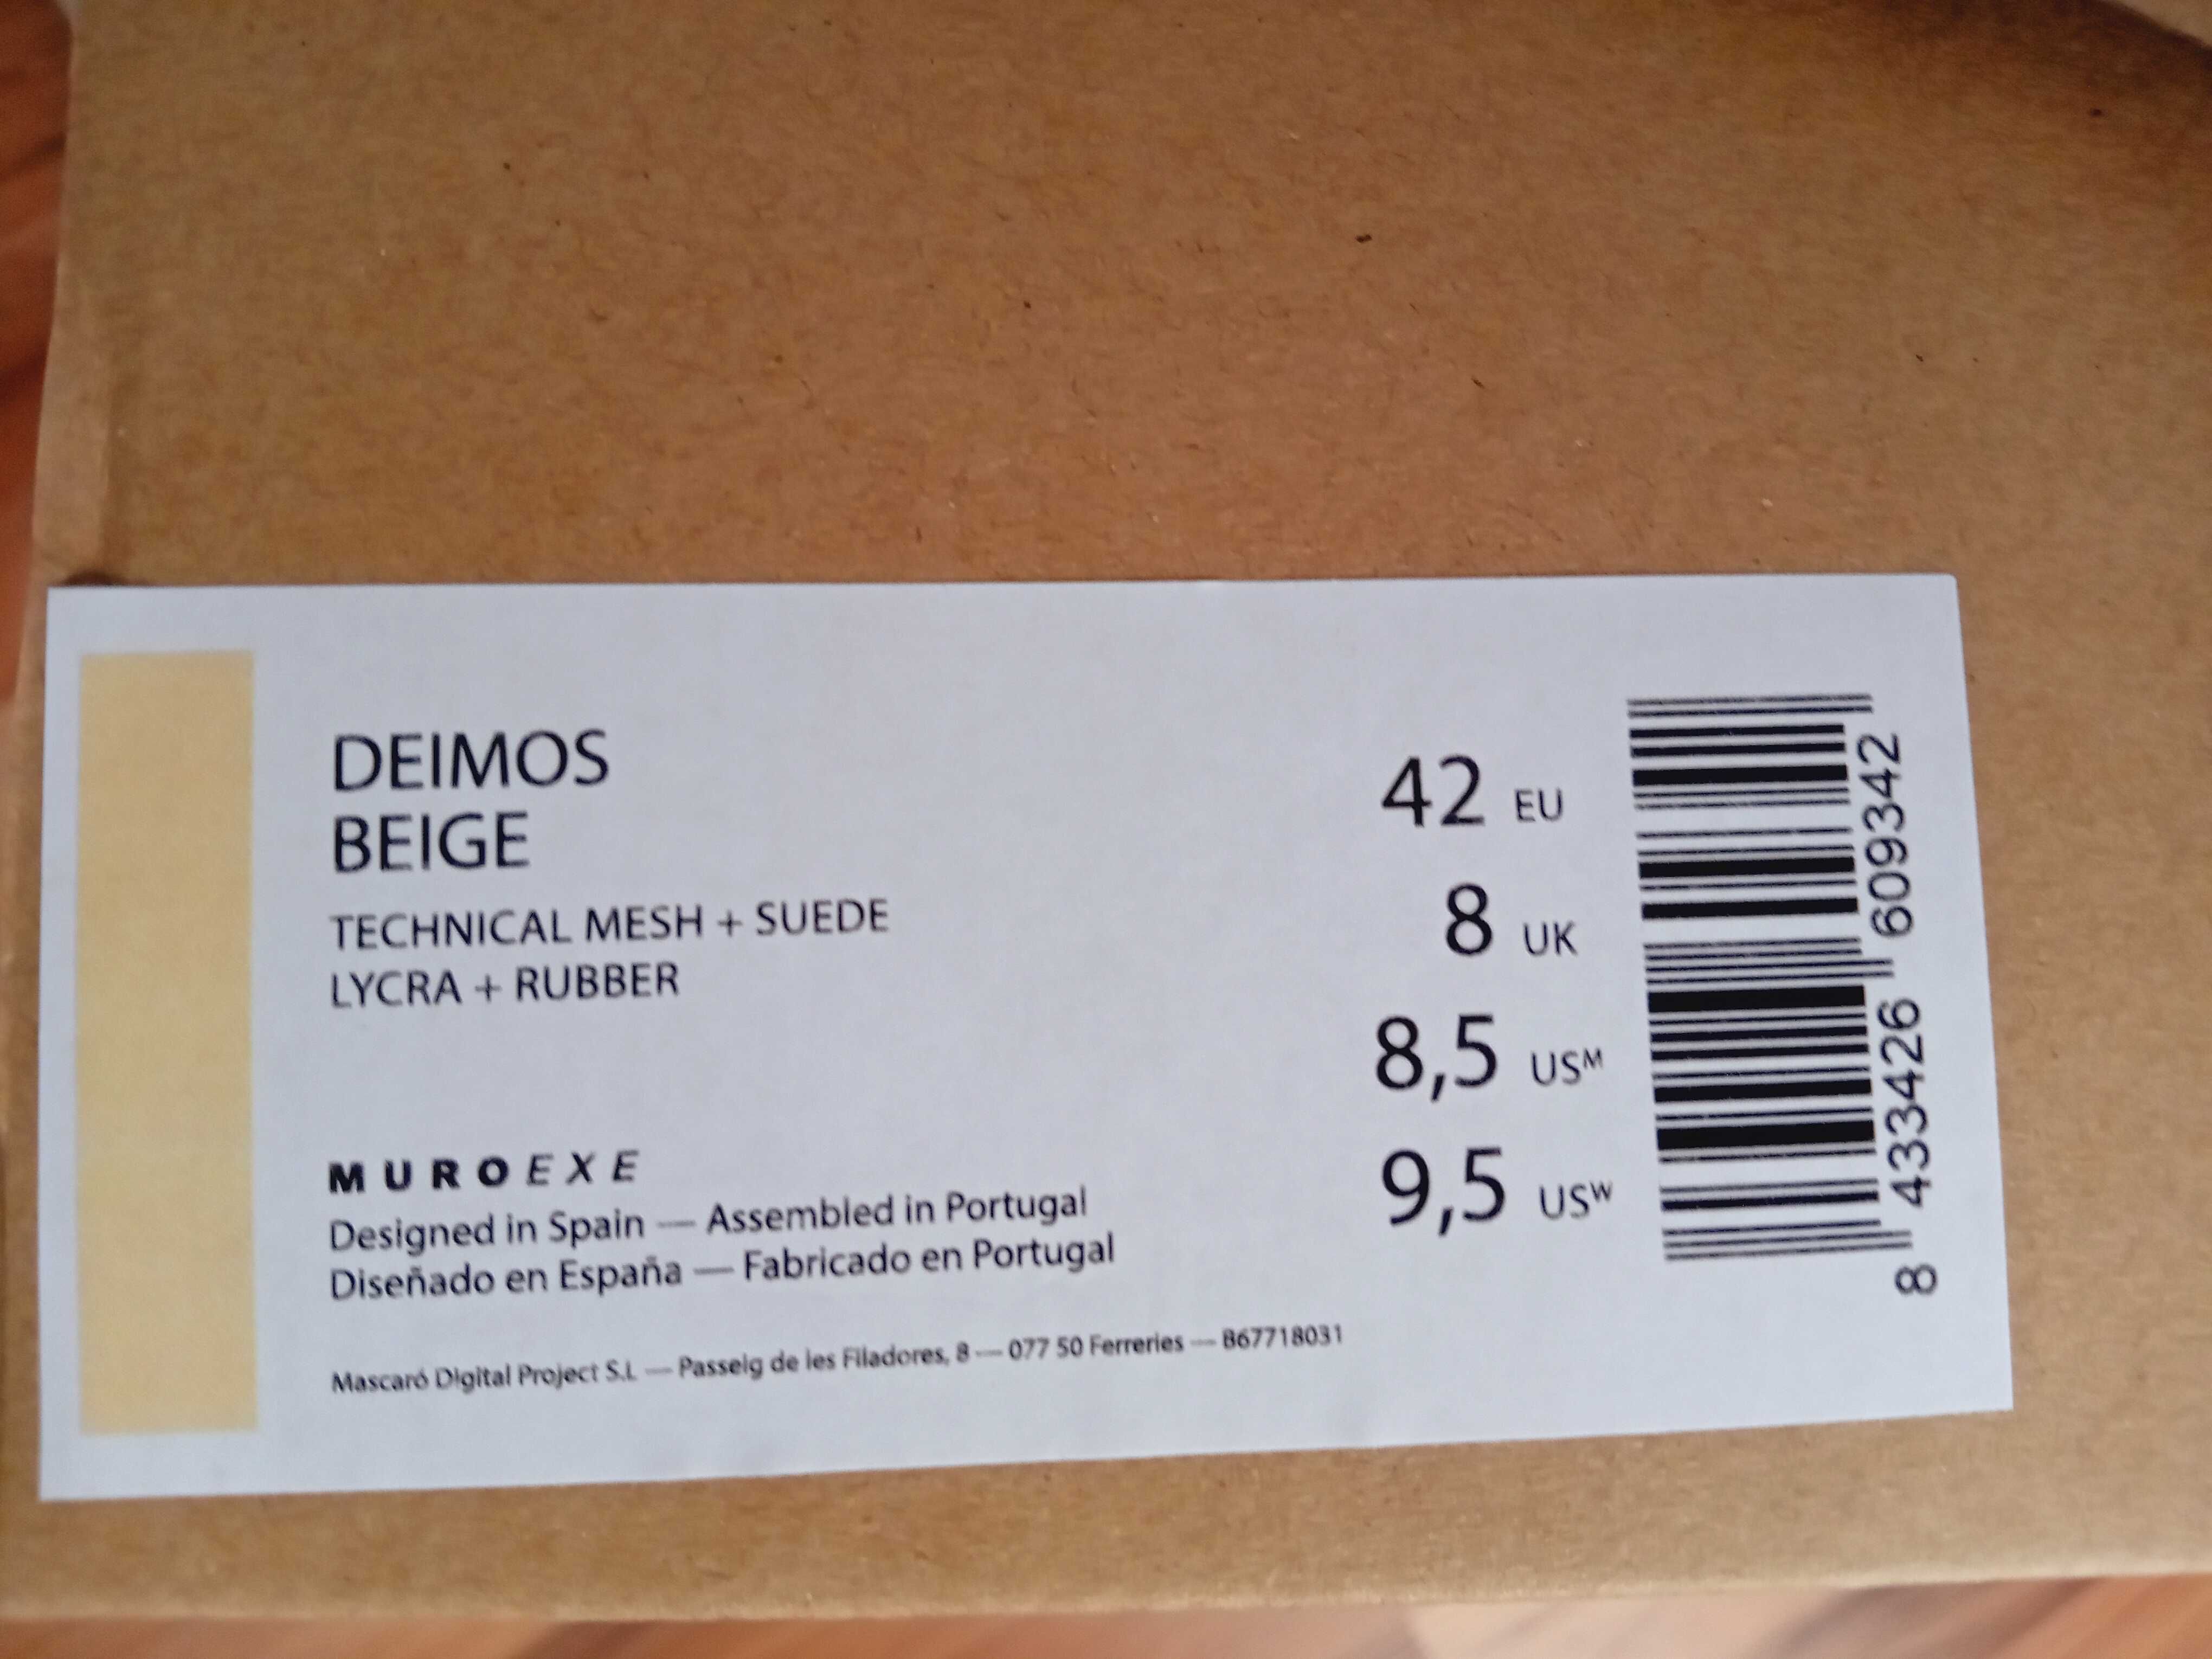 DEIMOS
BEIGE
TECHNICAL MESH + SUEDE
LYCRA + RUBBER
MUROEXE
Designed in Spain — Assembled in Portugal
Diseñado en España — Fabricado en Portugal
Mascaró Digital Project S.L — Passeig de les Filadores, 8 — 077 50 Ferreries — B67718031
42 EU
8 UK
8,5 USM
9,5 USW
8 433426 609342